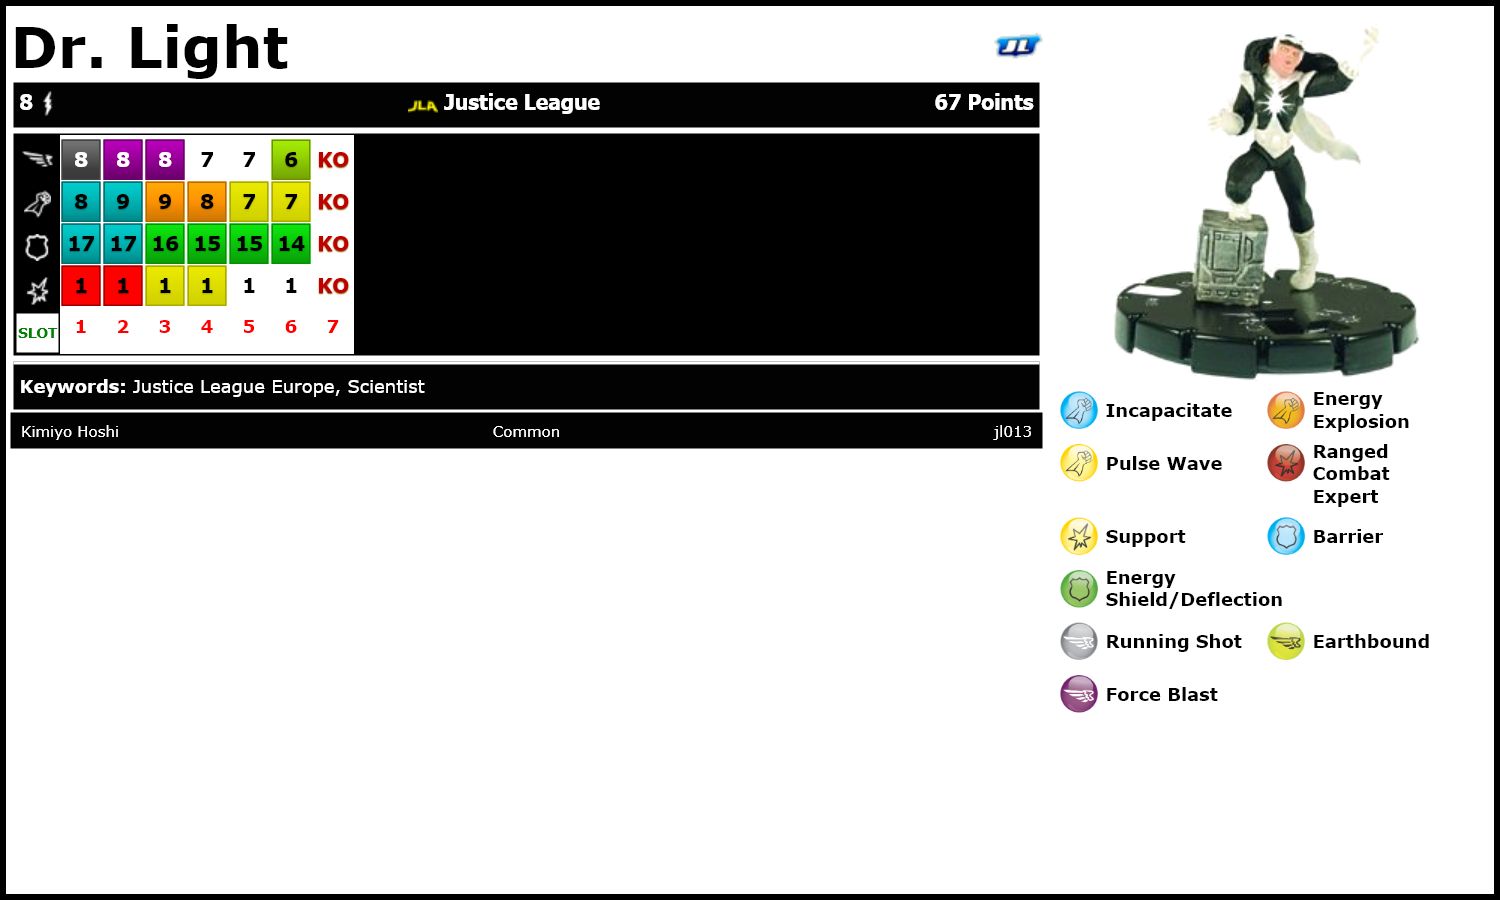 Dr. Light
JL
8 JLA Justice League 67 Points
8 8 8 7 7 6 KO
8 9 9 8 7 7 KO
17 17 16 15 15 14 KO
1 1 1 1 1 1 KO
SLOT 1 2 3 4 5 6 7
Keywords: Justice League Europe, Scientist
Kimiyo Hoshi Common jl013
Incapacitate
Energy
Explosion
Pulse Wave
Ranged
Combat
Expert
Support
Barrier
Energy
Shield/Deflection
Running Shot
Earthbound
Force Blast